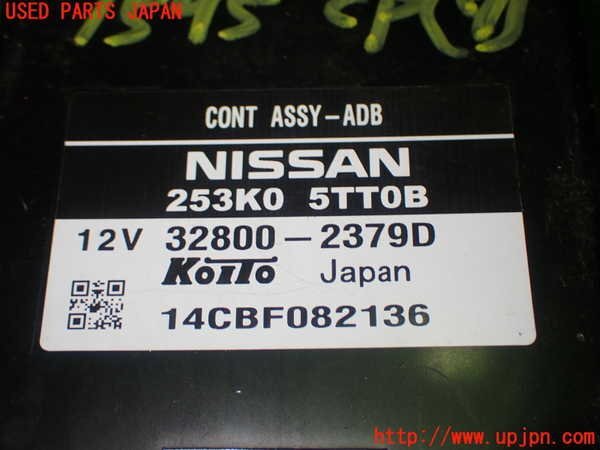 USED PARTS JAPAN
CONT ASSY-ADB
NISSAN
253K0 5TT0B
12V 32800-2379D
KOITO Japan
14CBF082136
http://www.upjpn.com/